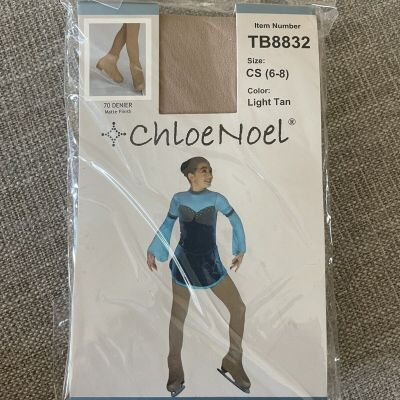 Item Number
TB8832
Size:
CS (6-8)
Color:
Light Tan
70 DENIER
Matte Finish
ChloeNoel®